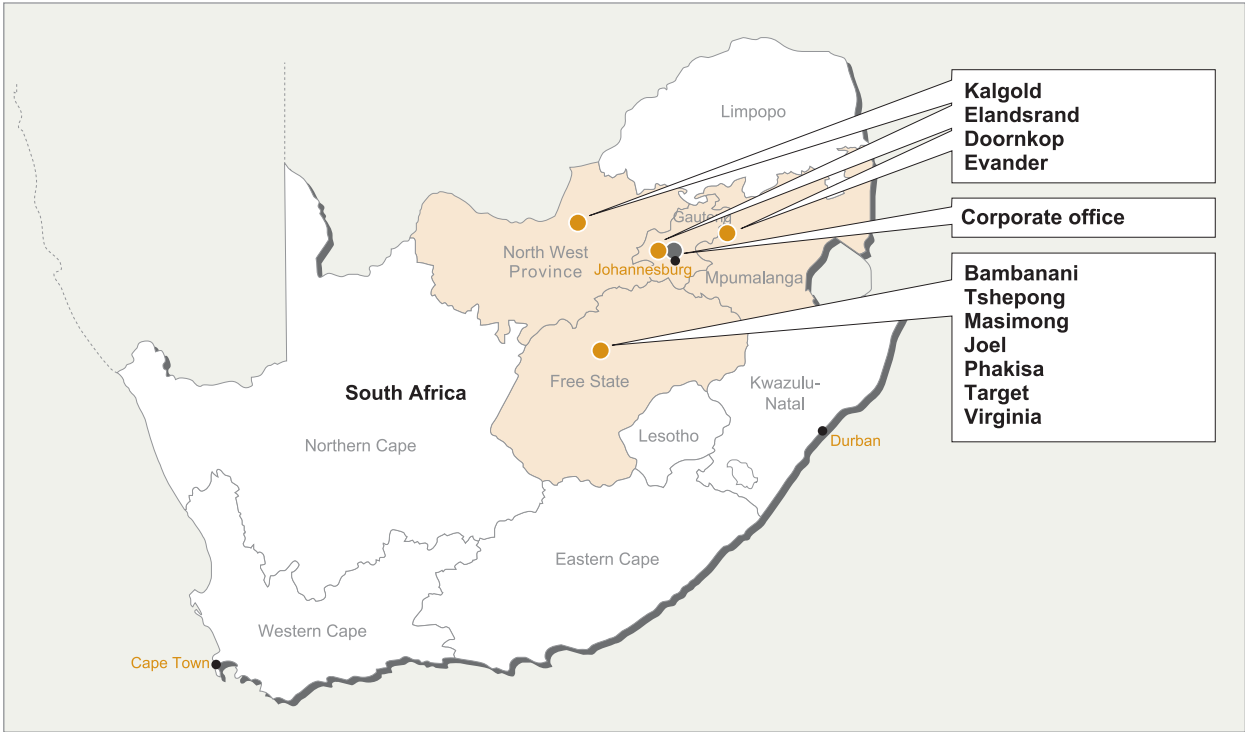 Kalgold
Elandsrand
Doornkop
Evander
Limpopo
Corporate office
Gauteng
North West
Province
Johannesburg
Mpumalanga
Bambanani
Tshepong
Masimong
Joel
Phakisa
Target
Virginia
South Africa
Free State
Kwazulu-
Natal
Northern Cape
Lesotho
Durban
Eastern Cape
Western Cape
Cape Town